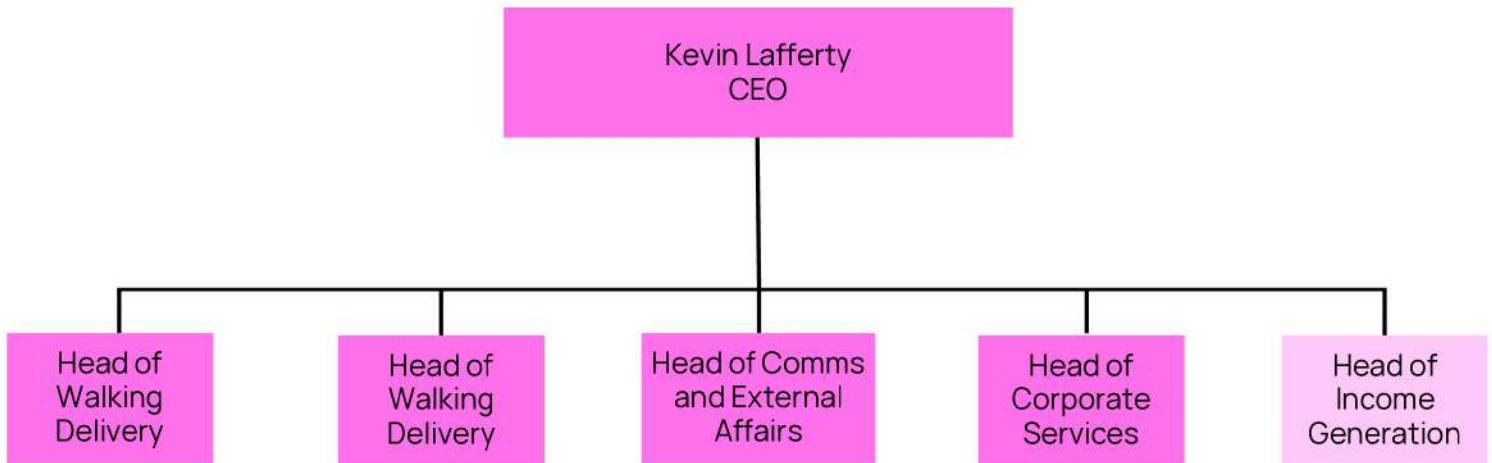 Kevin Lafferty
CEO
Head of
Walking
Delivery
Head of
Walking
Delivery
Head of Comms
and External
Affairs
Head of
Corporate
Services
Head of
Income
Generation